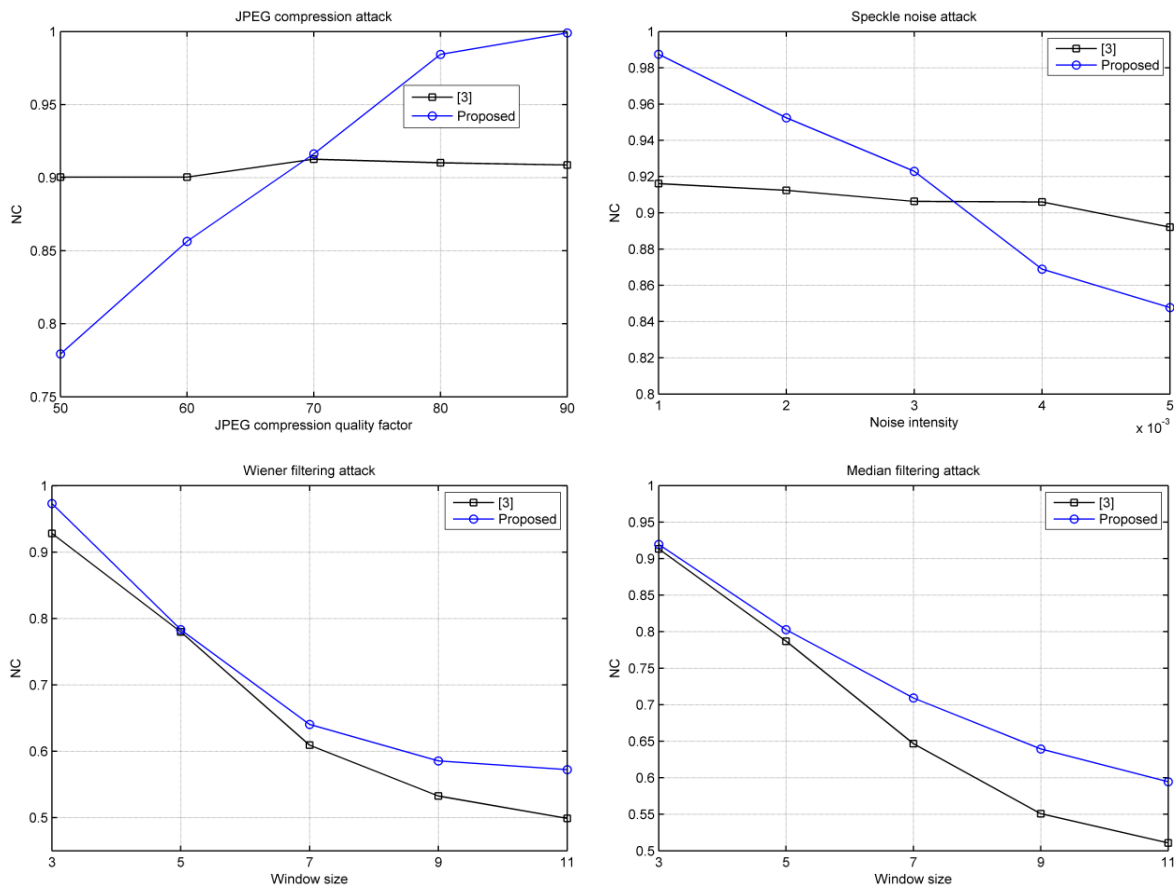 JPEG compression attack
1
0.95
0.9
0.85
0.8
0.75
NC
[3]
Proposed
50 60 70 80 90
JPEG compression quality factor
Speckle noise attack
1
0.98
0.96
0.94
0.92
0.9
0.88
0.86
0.84
0.82
0.8
NC
[3]
Proposed
1 2 3 4 5
Noise intensity
x 10-3
Wiener filtering attack
1
0.9
0.8
0.7
0.6
0.5
NC
[3]
Proposed
3 5 7 9 11
Window size
Median filtering attack
1
0.95
0.9
0.85
0.8
0.75
0.7
0.65
0.6
0.55
0.5
NC
[3]
Proposed
3 5 7 9 11
Window size